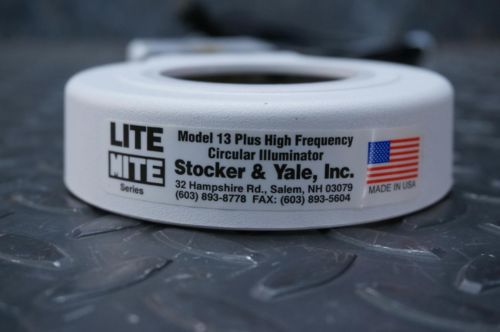 LITE
MITE
Series
Model 13 Plus High Frequency
Circular Illuminator
Stocker & Yale, Inc.
32 Hampshire Rd., Salem, NH 03079
(603) 893-8778 FAX: (603) 893-5604
MADE IN USA